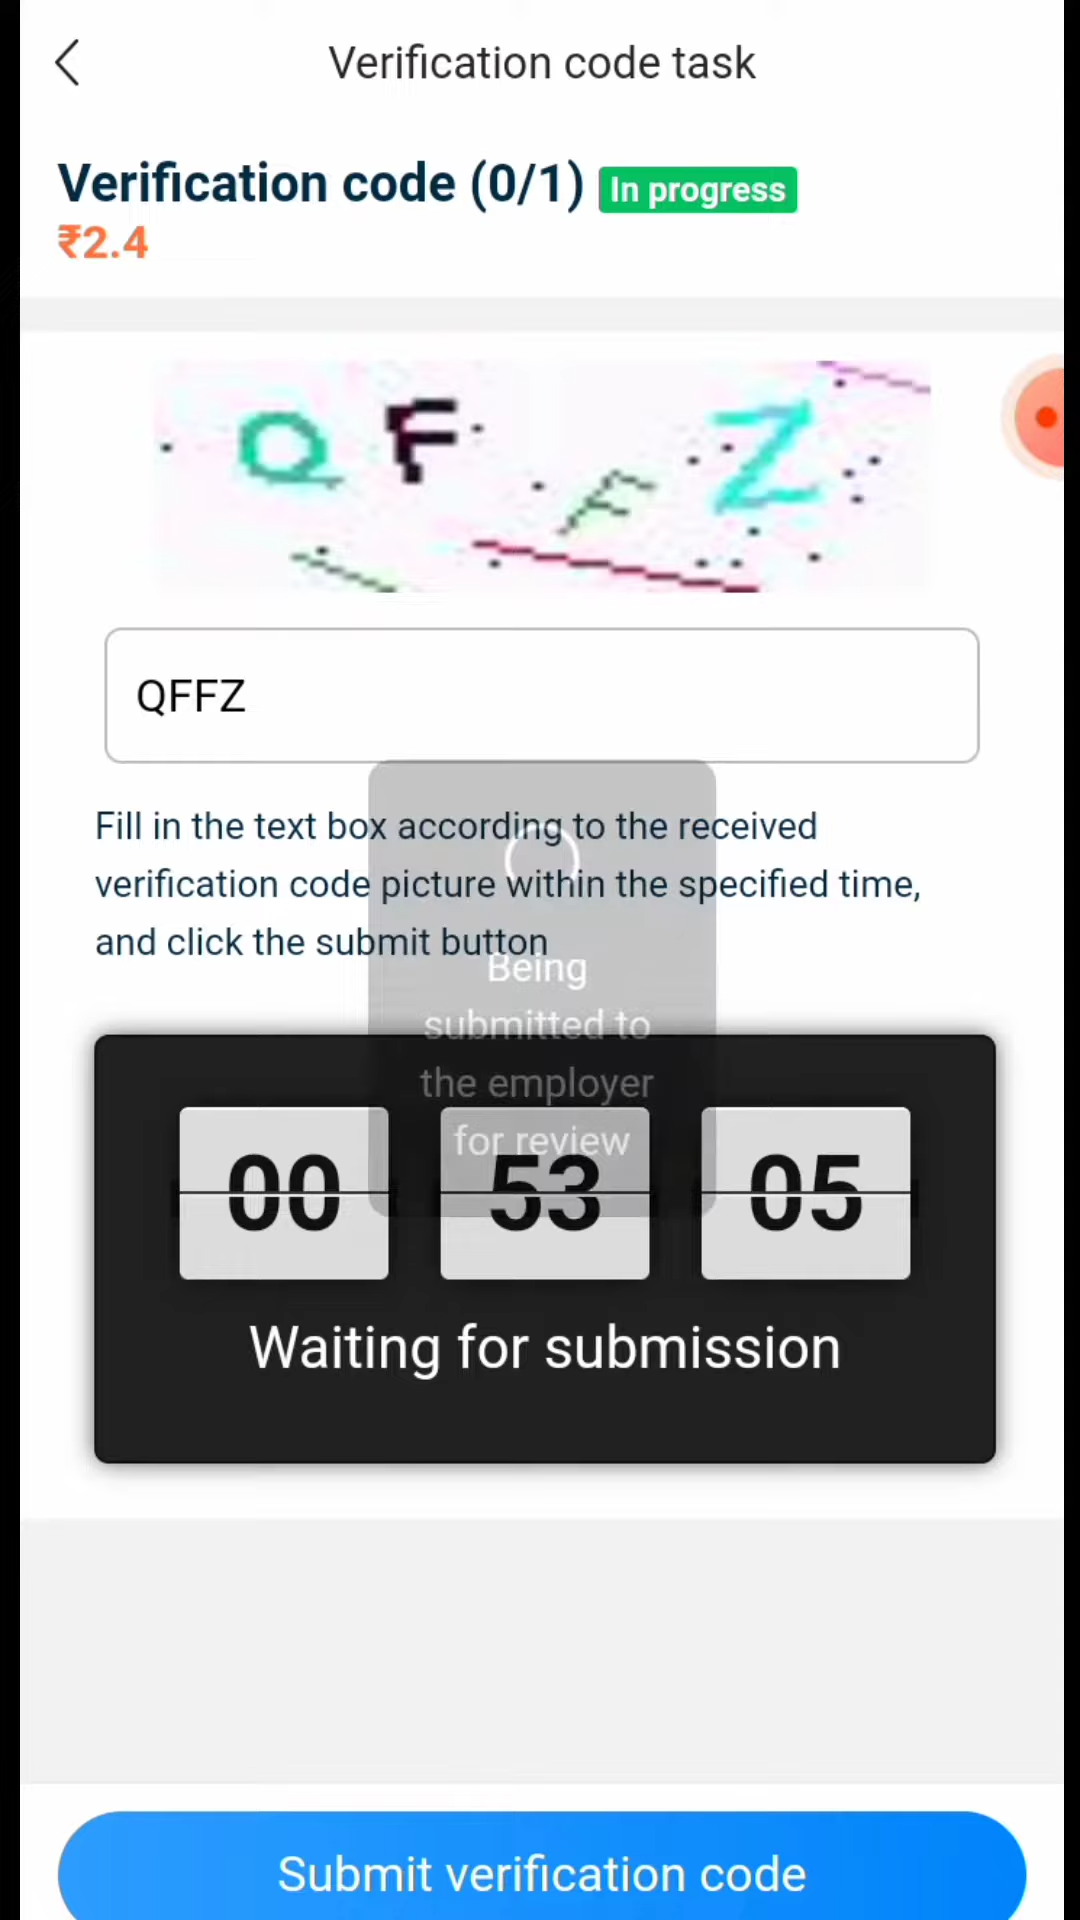 Verification code task
Verification code (0/1) In progress
₹2.4
Q F F Z
QFFZ
Fill in the text box according to the received
verification code picture within the specified time,
and click the submit button
Being
submitted to
the employer
for review
00 53 05
Waiting for submission
Submit verification code